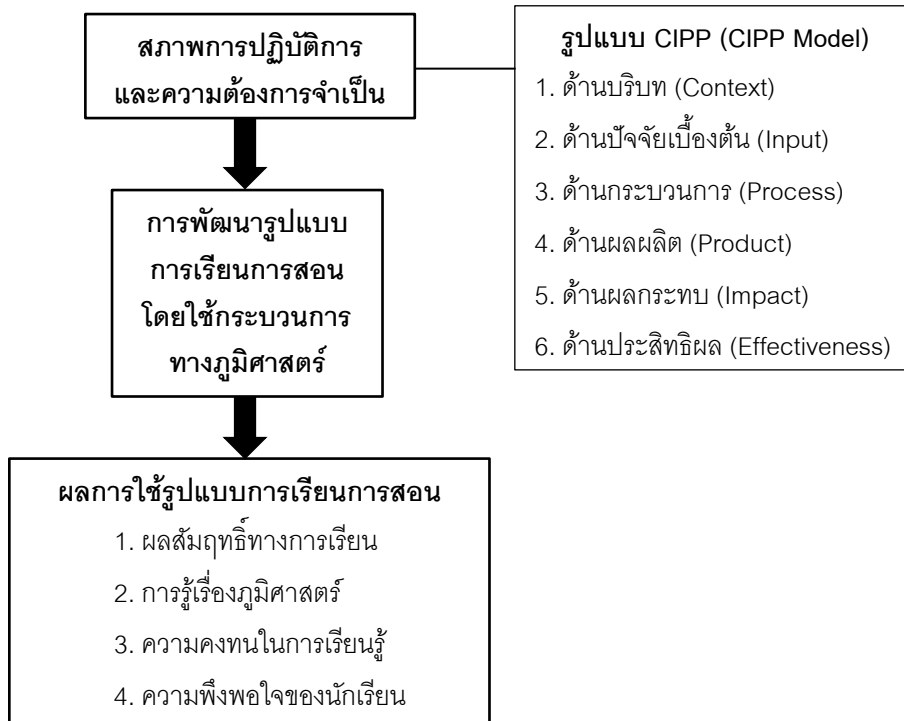 สภาพการปฏิบัติการ
และความต้องการจำเป็น
รูปแบบ CIPP (CIPP Model)
1. ด้านบริบท (Context)
2. ด้านปัจจัยเบื้องต้น (Input)
3. ด้านกระบวนการ (Process)
4. ด้านผลผลิต (Product)
5. ด้านผลกระทบ (Impact)
6. ด้านประสิทธิผล (Effectiveness)
การพัฒนารูปแบบ
การเรียนการสอน
โดยใช้กระบวนการ
ทางภูมิศาสตร์
ผลการใช้รูปแบบการเรียนการสอน
1. ผลสัมฤทธิ์ทางการเรียน
2. การรู้เรื่องภูมิศาสตร์
3. ความคงทนในการเรียนรู้
4. ความพึงพอใจของนักเรียน